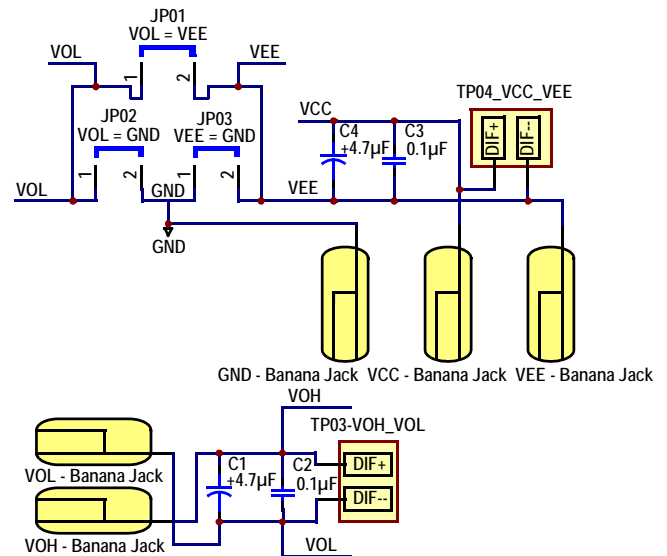 JP01
VOL = VEE
VOL
VEE
1
2
TP04_VCC_VEE
JP02
VOL = GND
JP03
VEE = GND
VCC
C4
+4.7µF
C3
0.1µF
DIF+
DIF--
1
2
GND
1
2
VOL
VEE
GND
GND - Banana Jack
VCC - Banana Jack
VEE - Banana Jack
VOH
TP03-VOH_VOL
VOL - Banana Jack
C1
+4.7µF
C2
0.1µF
DIF+
DIF--
VOH - Banana Jack
VOL